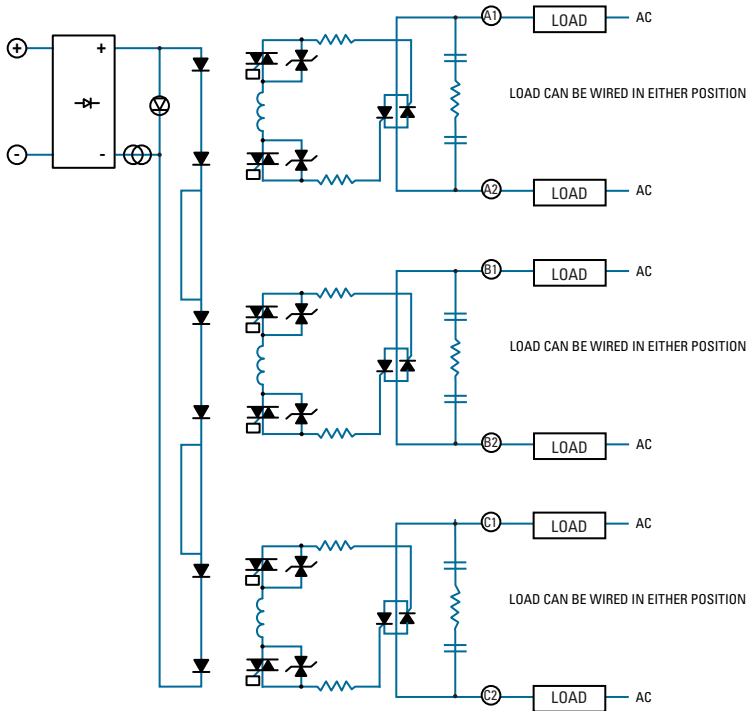 A1 LOAD AC
+ +
LOAD CAN BE WIRED IN EITHER POSITION
- -
A2 LOAD AC
B1 LOAD AC
LOAD CAN BE WIRED IN EITHER POSITION
B2 LOAD AC
C1 LOAD AC
LOAD CAN BE WIRED IN EITHER POSITION
C2 LOAD AC